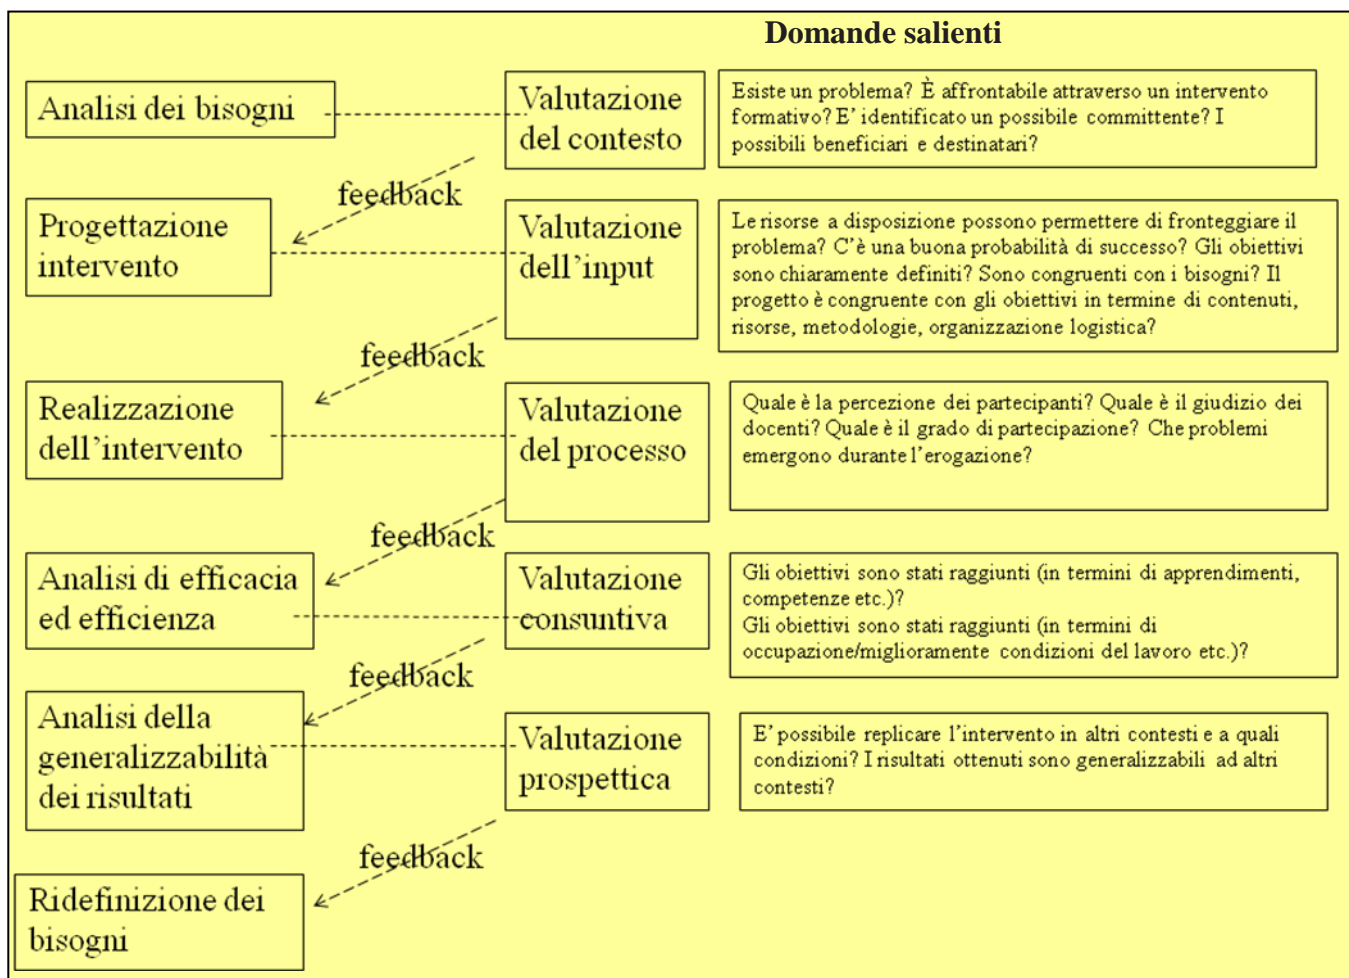 Domande salienti
Analisi dei bisogni
Valutazione
del contesto
Esiste un problema? È affrontabile attraverso un intervento
formativo? E’ identificato un possibile committente? I
possibili beneficiari e destinatari?
feedback
Progettazione
intervento
Valutazione
dell’input
Le risorse a disposizione possono permettere di fronteggiare il
problema? C’è una buona probabilità di successo? Gli obiettivi
sono chiaramente definiti? Sono congruenti con i bisogni? Il
progetto è congruente con gli obiettivi in termine di contenuti,
risorse, metodologie, organizzazione logistica?
feedback
Realizzazione
dell’intervento
Valutazione
del processo
Quale è la percezione dei partecipanti? Quale è il giudizio dei
docenti? Quale è il grado di partecipazione? Che problemi
emergono durante l’erogazione?
feedback
Analisi di efficacia
ed efficienza
Valutazione
consuntiva
Gli obiettivi sono stati raggiunti (in termini di apprendimenti,
competenze etc.)?
Gli obiettivi sono stati raggiunti (in termini di
occupazione/miglioramente condizioni del lavoro etc.)?
feedback
Analisi della
generalizzabilità
dei risultati
Valutazione
prospettica
E’ possibile replicare l’intervento in altri contesti e a quali
condizioni? I risultati ottenuti sono generalizzabili ad altri
contesti?
feedback
Ridefinizione dei
bisogni